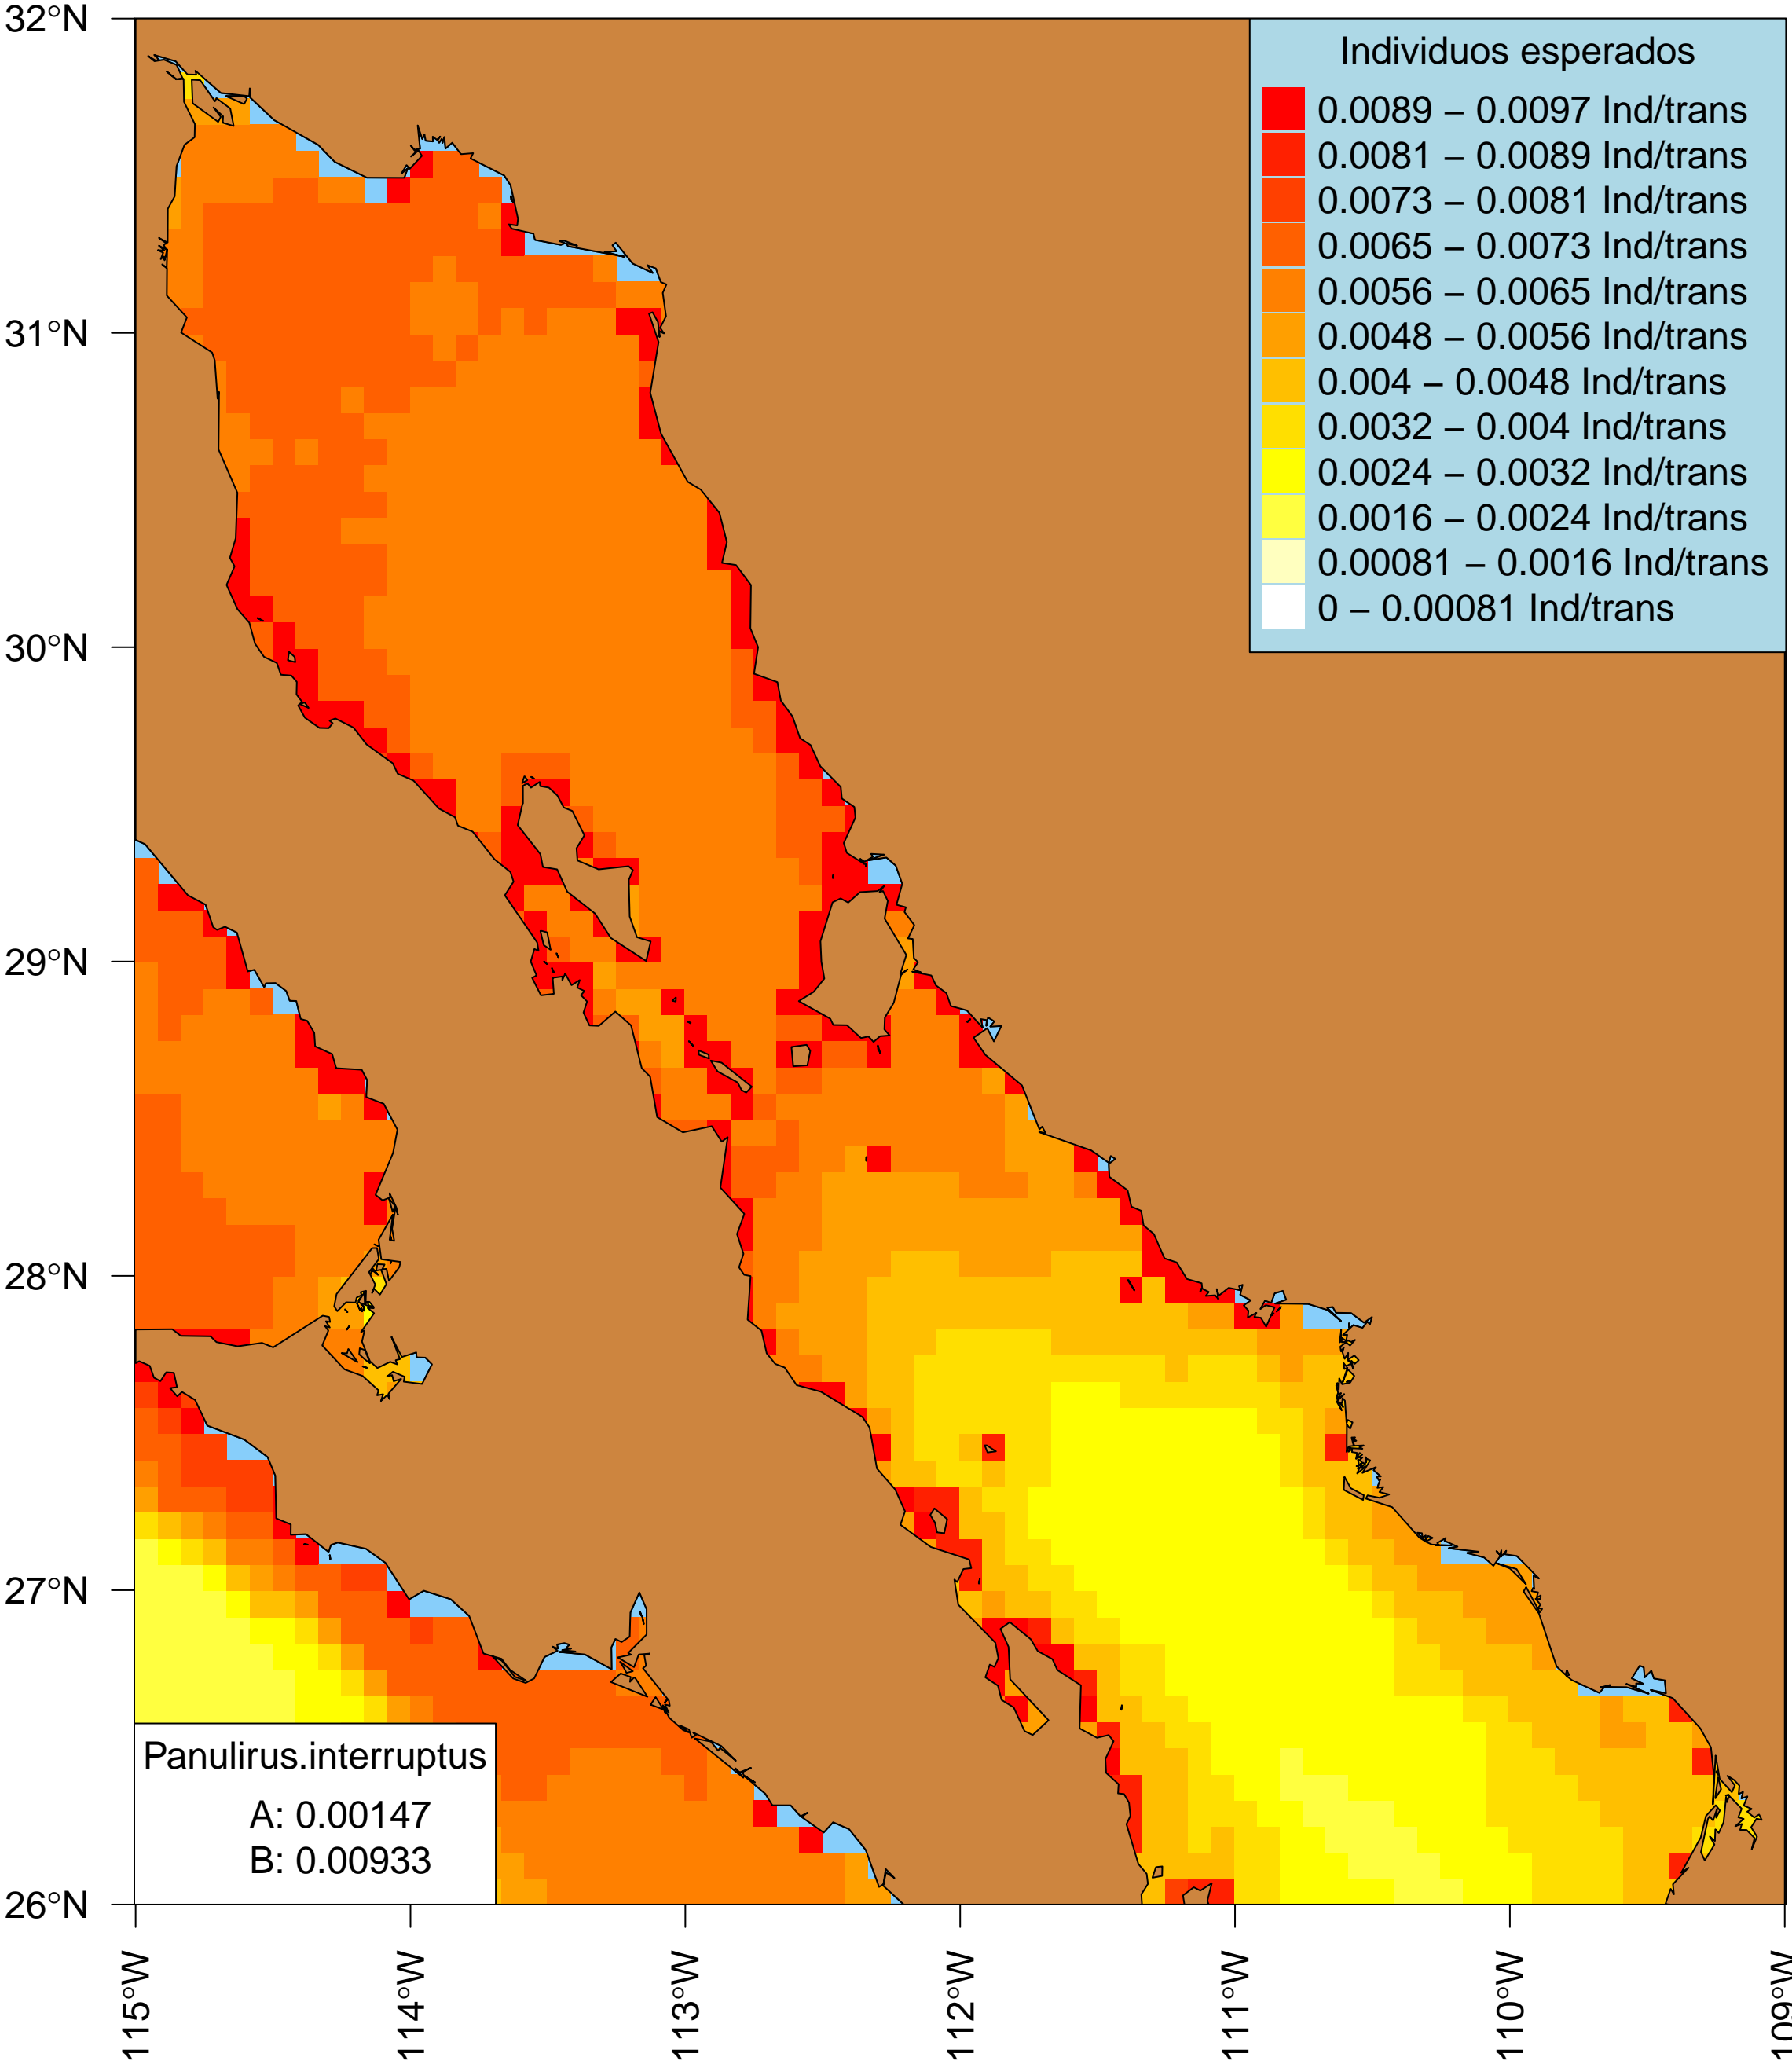 32°N
31°N
30°N
29°N
28°N
27°N
26°N
115°W
114°W
113°W
112°W
111°W
110°W
109°W
Individuos esperados
0.0089 – 0.0097 Ind/trans
0.0081 – 0.0089 Ind/trans
0.0073 – 0.0081 Ind/trans
0.0065 – 0.0073 Ind/trans
0.0056 – 0.0065 Ind/trans
0.0048 – 0.0056 Ind/trans
0.004 – 0.0048 Ind/trans
0.0032 – 0.004 Ind/trans
0.0024 – 0.0032 Ind/trans
0.0016 – 0.0024 Ind/trans
0.00081 – 0.0016 Ind/trans
0 – 0.00081 Ind/trans
Panulirus.interruptus
A: 0.00147
B: 0.00933